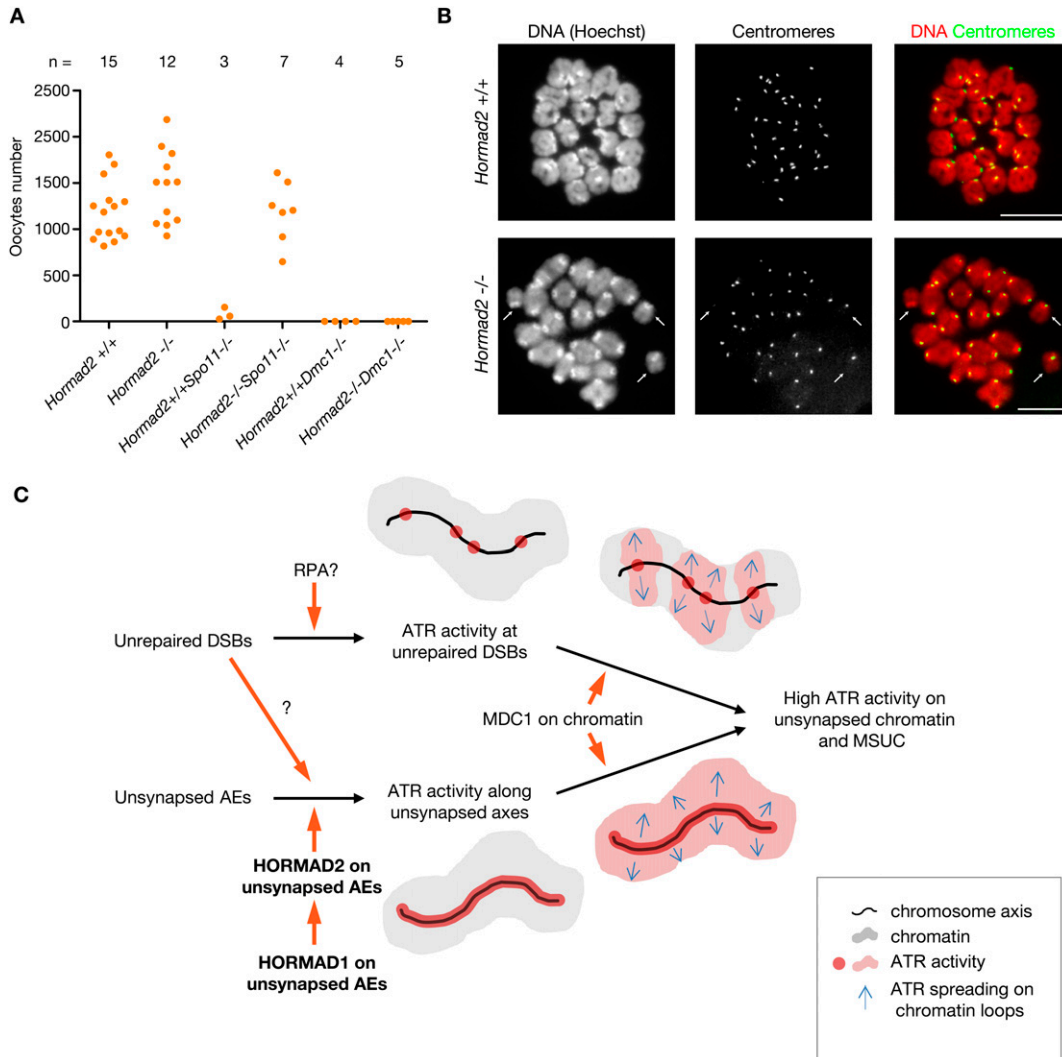 A
n = 15 12 3 7 4 5
2500
2500
1500
1000
500
0
Oocytes number
Hormad2 +/+
Hormad2 -/-
Hormad2+/+Spo11-/-
Hormad2-/-Spo11-/-
Hormad2+/+Dmc1-/-
Hormad2-/-Dmc1-/-
B
DNA (Hoechst) Centromeres DNA Centromeres
Hormad2 +/+
Hormad2 -/-
C
RPA?
Unrepaired DSBs
ATR activity at
unrepaired DSBs
?
MDC1 on chromatin
High ATR activity on
unsynapsed chromatin
and MSUC
Unsynapsed AEs
ATR activity along
unsynapsed axes
HORMAD2 on
unsynapsed AEs
HORMAD1 on
unsynapsed AEs
chromosome axis
chromatin
ATR activity
ATR spreading on
chromatin loops